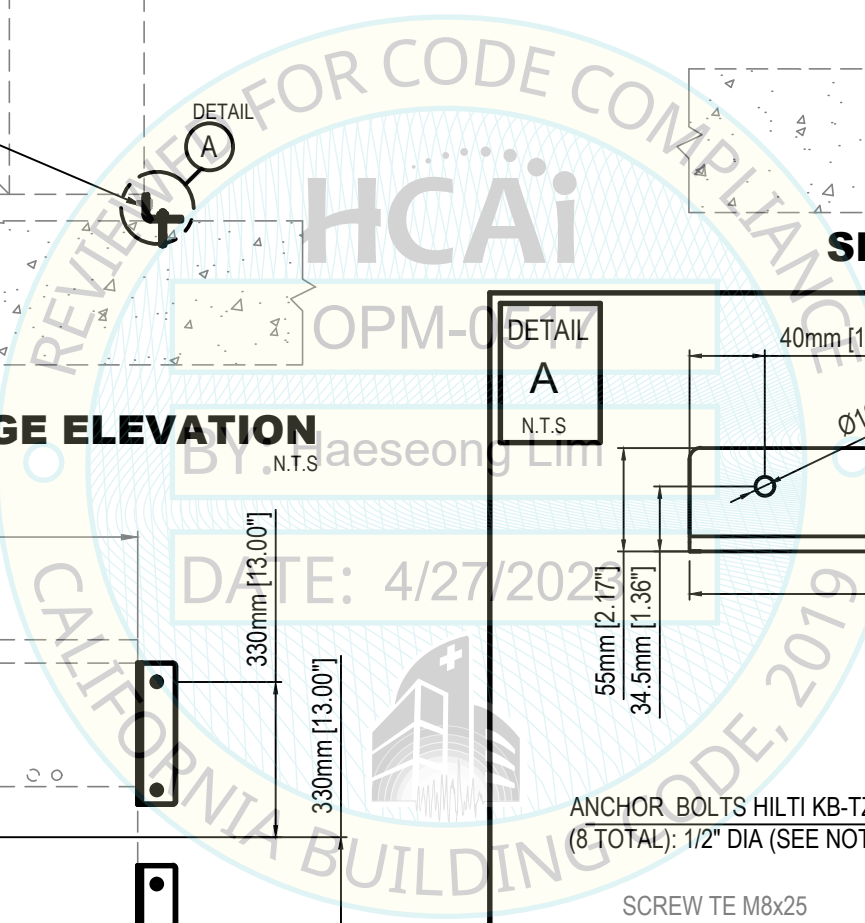 REVIEWED FOR CODE COMPLIANCE
DETAIL
A
HCAi
OPM-0517
DETAIL
A
N.T.S
40mm [1
GE ELEVATION
N.T.S
BY: Haeseong Lim
DATE: 4/27/2023
330mm [13.00"]
330mm [13.00"]
55mm [2.17"]
34.5mm [1.36"]
ANCHOR BOLTS HILTI KB-TZ
(8 TOTAL): 1/2" DIA (SEE NOT
SCREW TE M8x25
CALIFORNIA BUILDING CODE, 2019